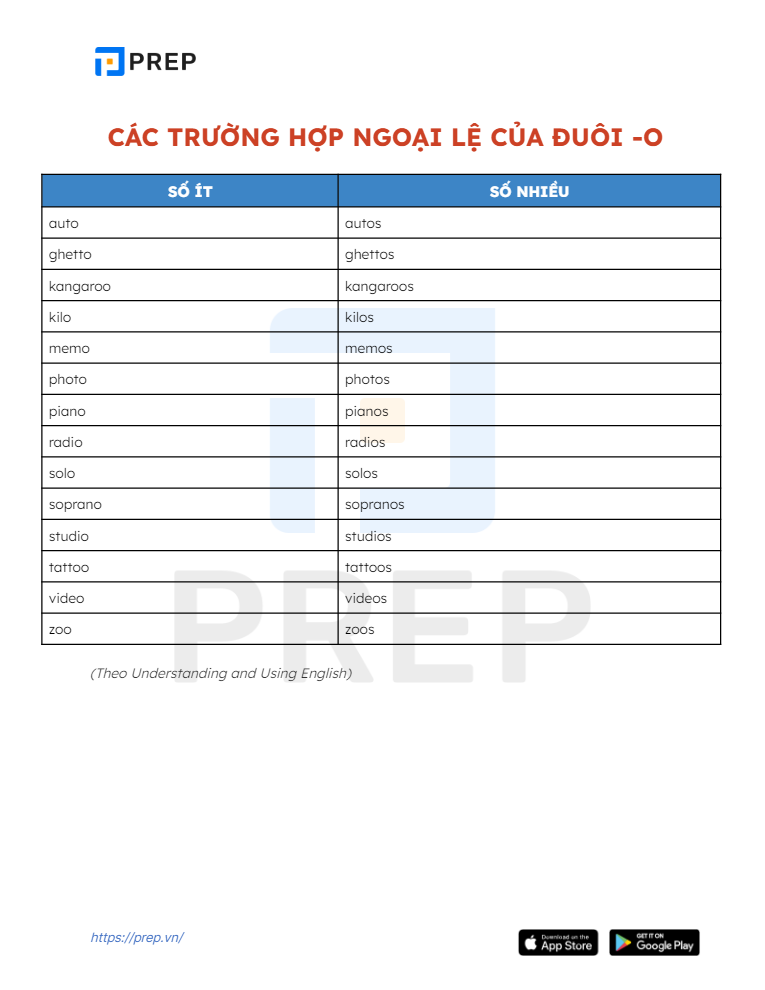 PREP
CÁC TRƯỜNG HỢP NGOẠI LỆ CỦA ĐUÔI -O
SỐ ÍT SỐ NHIỀU
auto autos
ghetto ghettos
kangaroo kangaroos
kilo kilos
memo memos
photo photos
piano pianos
radio radios
solo solos
soprano sopranos
studio studios
tattoo tattoos
video videos
zoo zoos
PREP
(Theo Understanding and Using English)
https://prep.vn/
Download on the
App Store
GET IT ON
Google Play